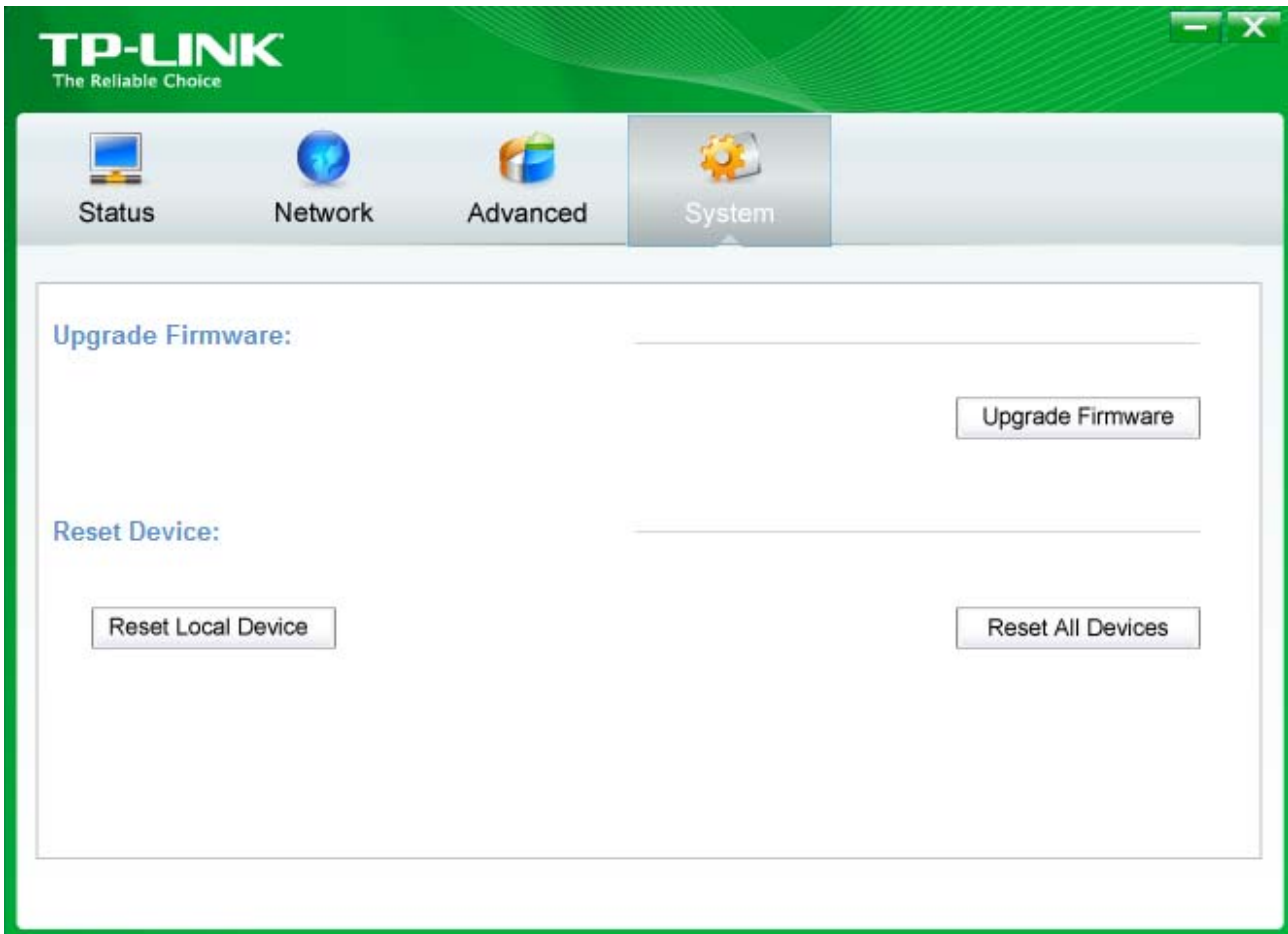 TP-LINK
The Reliable Choice
Status Network Advanced System
Upgrade Firmware:
Upgrade Firmware
Reset Device:
Reset Local Device Reset All Devices